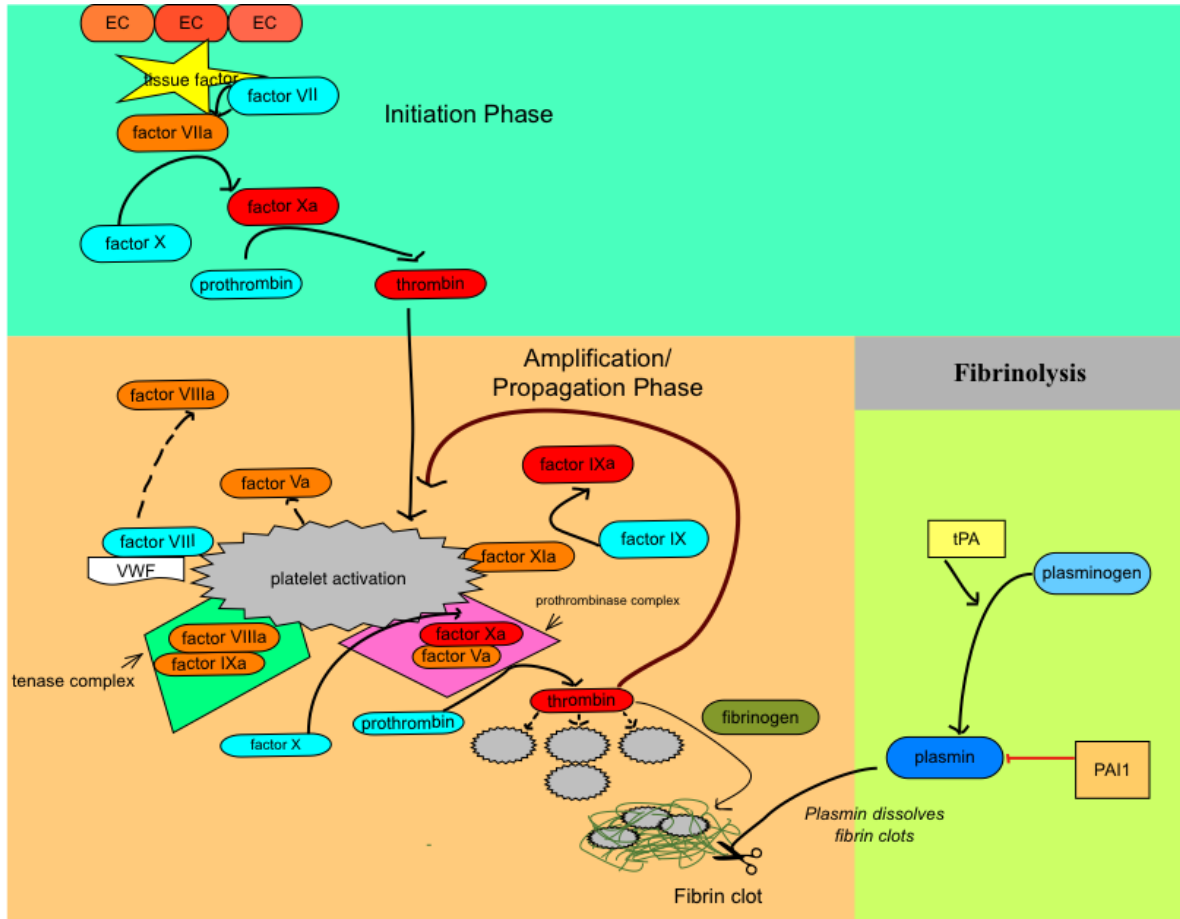 EC
EC
EC
tissue factor
factor VII
factor VIIa
Initiation Phase
factor Xa
factor X
prothrombin
thrombin
Amplification/
Propagation Phase
Fibrinolysis
factor VIIIa
factor IXa
factor Va
factor VIII
VWF
factor IX
factor XIa
platelet activation
tPA
plasminogen
prothrombinase complex
factor VIIIa
factor IXa
factor Xa
factor Va
tenase complex
thrombin
prothrombin
factor X
fibrinogen
plasmin
PAI1
Plasmin dissolves
fibrin clots
Fibrin clot